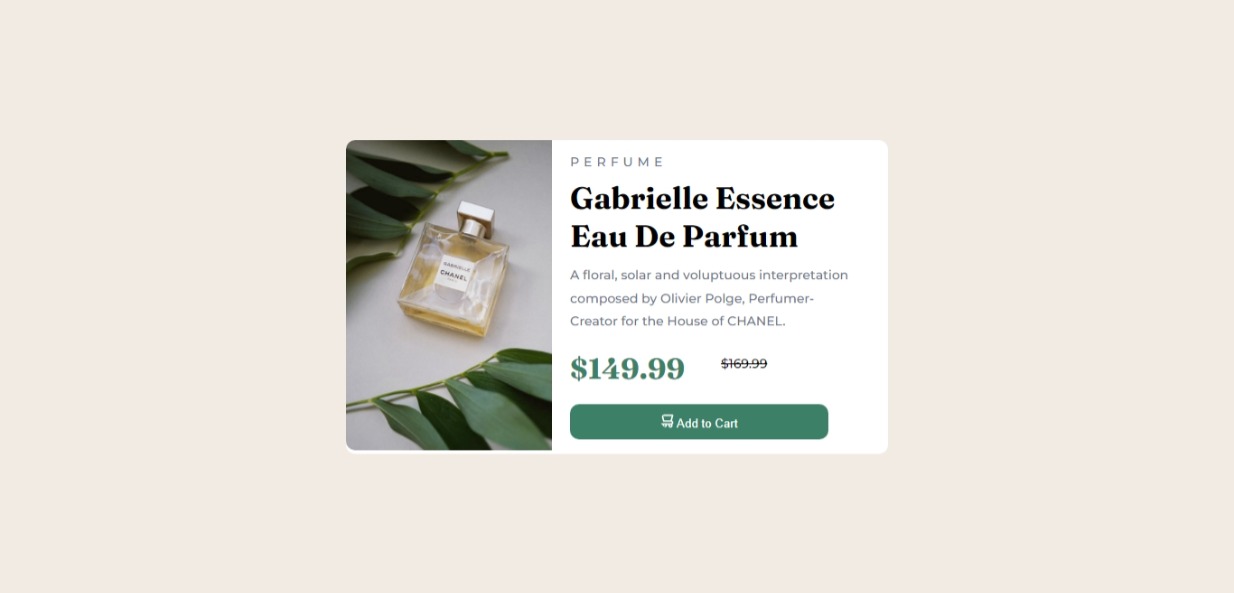 PERFUME
Gabrielle Essence
Eau De Parfum
A floral, solar and voluptuous interpretation
composed by Olivier Polge, Perfumer-
Creator for the House of CHANEL.
$149.99 $169.99
Add to Cart
GABRIELLE
CHANEL